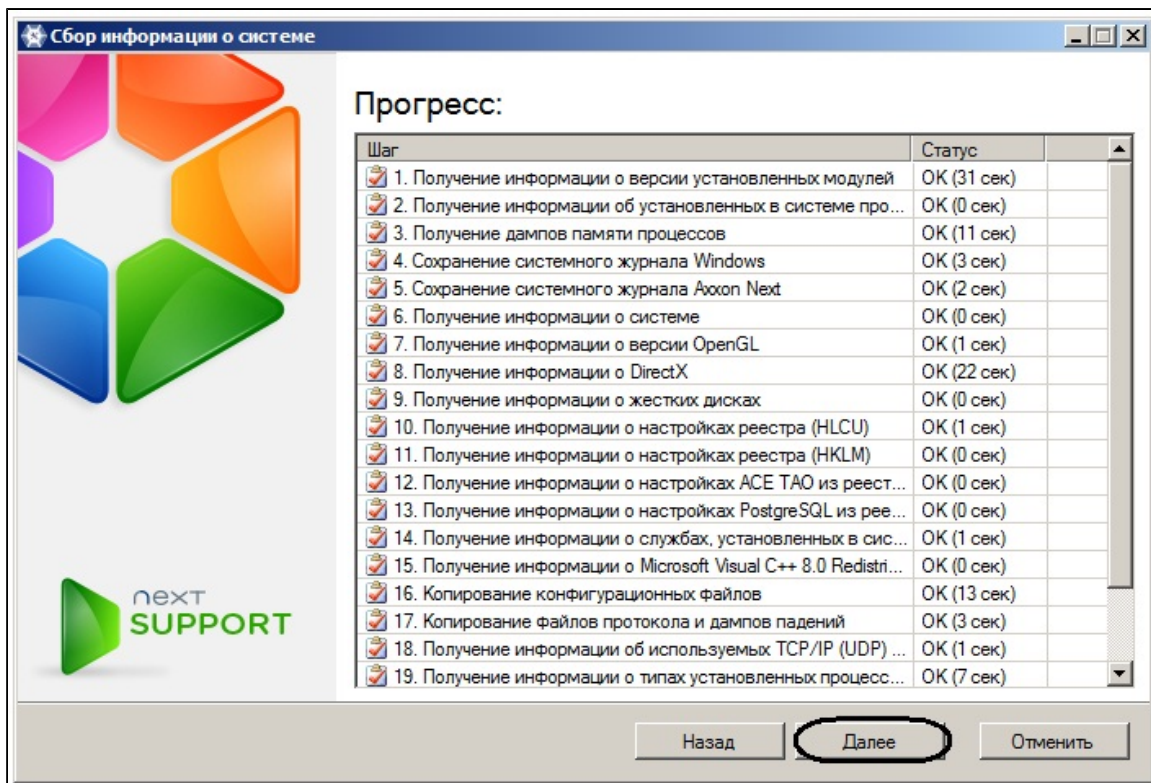 Сбор информации о системе
Прогресс:
Шаг Статус
1. Получение информации о версии установленных модулей OK (31 сек)
2. Получение информации об установленных в системе про... OK (0 сек)
3. Получение дампов памяти процессов OK (11 сек)
4. Сохранение системного журнала Windows OK (3 сек)
5. Сохранение системного журнала Axxon Next OK (2 сек)
6. Получение информации о системе OK (0 сек)
7. Получение информации о версии OpenGL OK (1 сек)
8. Получение информации о DirectX OK (22 сек)
9. Получение информации о жестких дисках OK (0 сек)
10. Получение информации о настройках реестра (HLCU) OK (1 сек)
11. Получение информации о настройках реестра (HKLM) OK (0 сек)
12. Получение информации о настройках ACE TAO из реест... OK (0 сек)
13. Получение информации о настройках PostgreSQL из рее... OK (0 сек)
14. Получение информации о службах, установленных в сис... OK (1 сек)
15. Получение информации о Microsoft Visual C++ 8.0 Redistri... OK (0 сек)
16. Копирование конфигурационных файлов OK (13 сек)
17. Копирование файлов протокола и дампов падений OK (3 сек)
18. Получение информации об используемых TCP/IP (UDP) ... OK (1 сек)
19. Получение информации о типах установленных процесс... OK (7 сек)
next
SUPPORT
Назад Далее Отменить